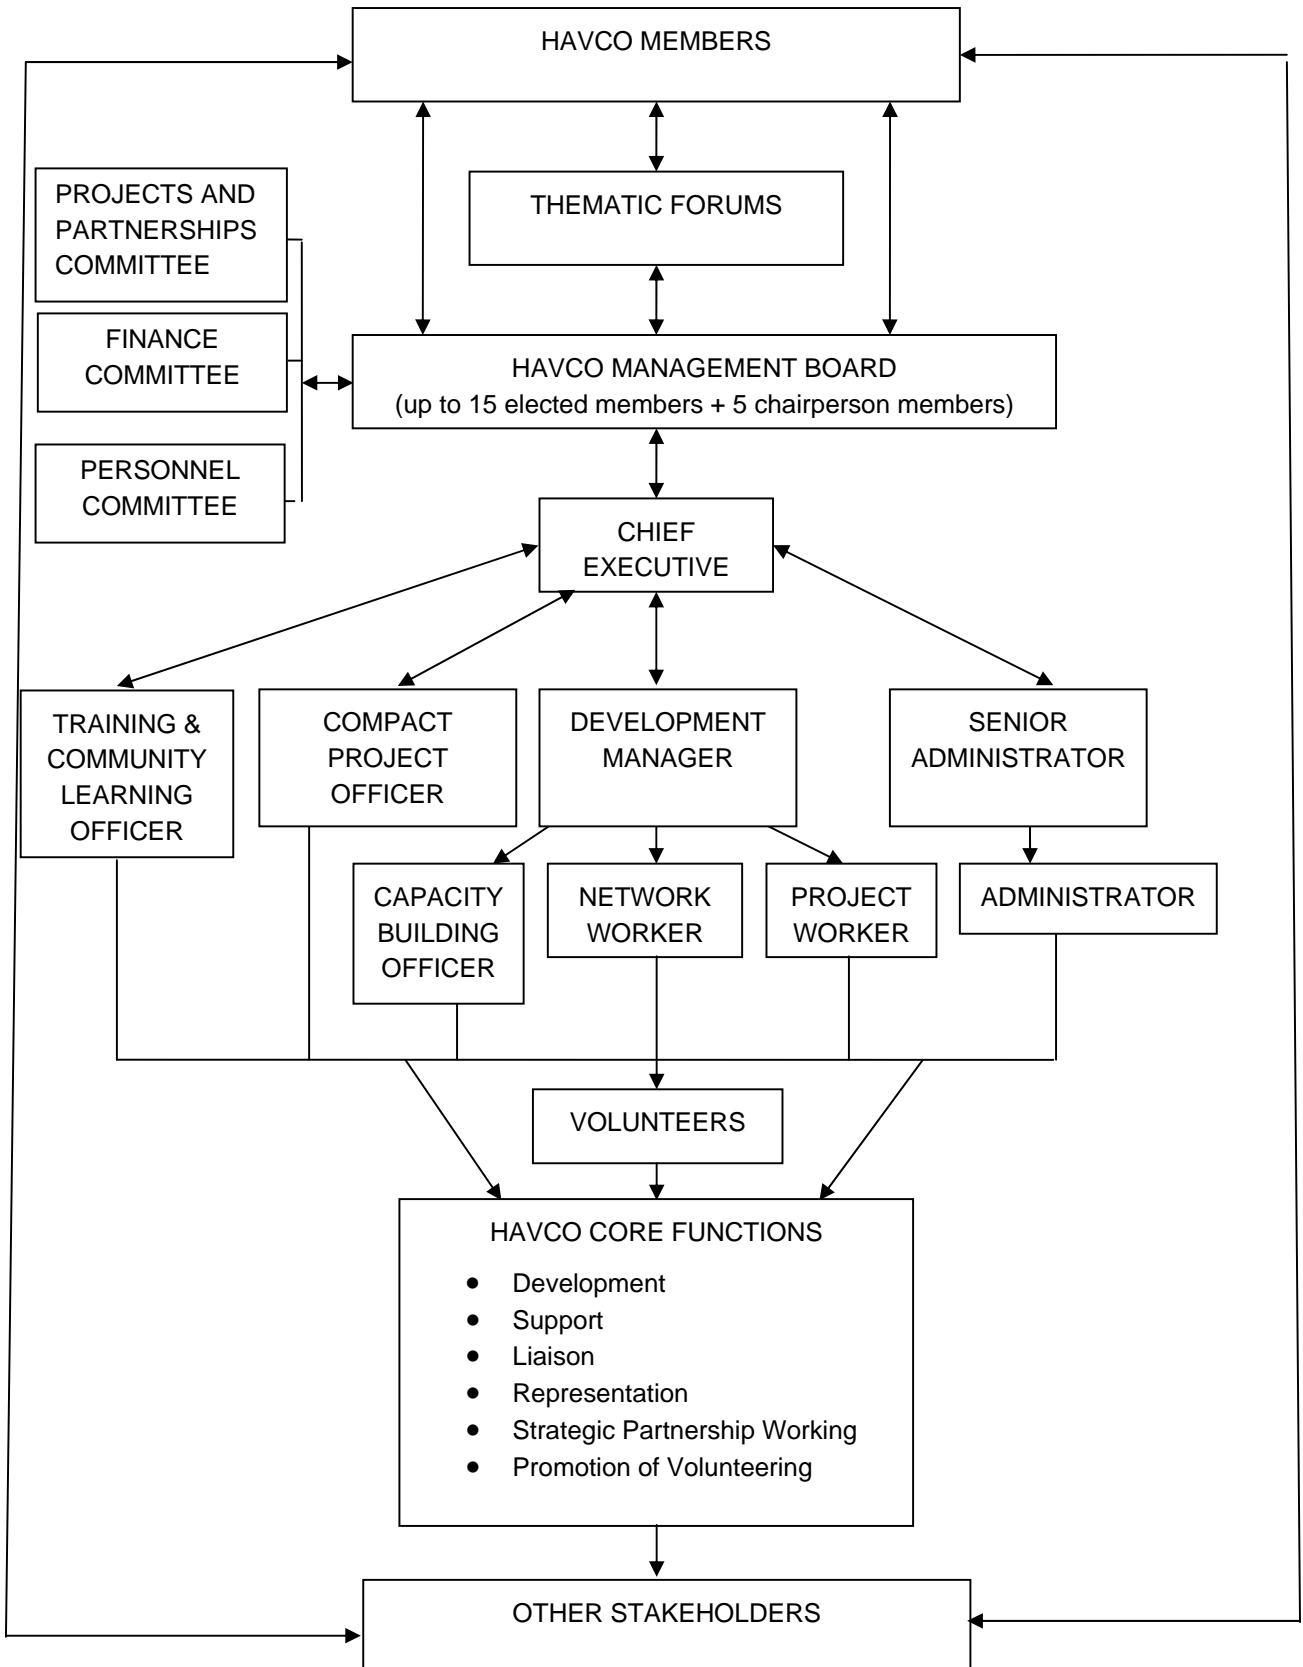 HAVCO MEMBERS
THEMATIC FORUMS
PROJECTS AND
PARTNERSHIPS
COMMITTEE
FINANCE
COMMITTEE
PERSONNEL
COMMITTEE
HAVCO MANAGEMENT BOARD
(up to 15 elected members + 5 chairperson members)
CHIEF
EXECUTIVE
TRAINING &
COMMUNITY
LEARNING
OFFICER
COMPACT
PROJECT
OFFICER
DEVELOPMENT
MANAGER
SENIOR
ADMINISTRATOR
CAPACITY
BUILDING
OFFICER
NETWORK
WORKER
PROJECT
WORKER
ADMINISTRATOR
VOLUNTEERS
HAVCO CORE FUNCTIONS
• Development
• Support
• Liaison
• Representation
• Strategic Partnership Working
• Promotion of Volunteering
OTHER STAKEHOLDERS